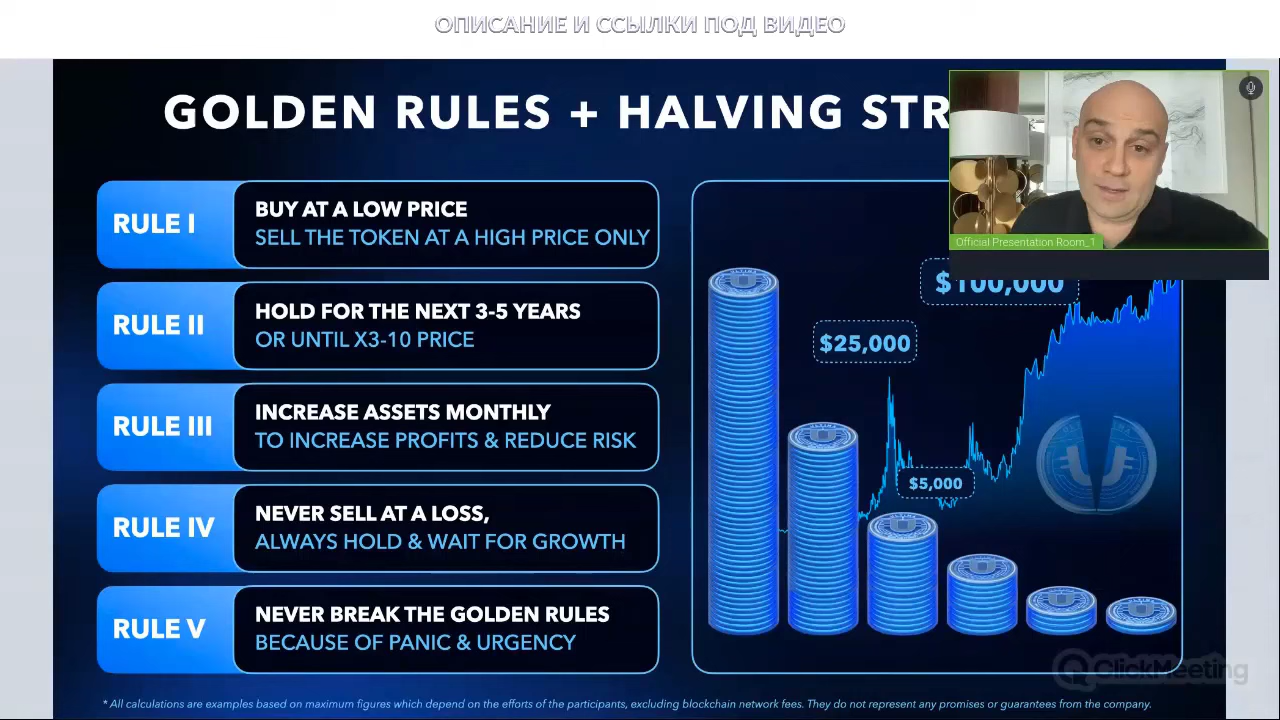 ОПИСАНИЕ И ССЫЛКИ ПОД ВИДЕО
GOLDEN RULES + HALVING STR
RULE I
BUY AT A LOW PRICE
SELL THE TOKEN AT A HIGH PRICE ONLY
RULE II
HOLD FOR THE NEXT 3-5 YEARS
OR UNTIL X3-10 PRICE
RULE III
INCREASE ASSETS MONTHLY
TO INCREASE PROFITS & REDUCE RISK
RULE IV
NEVER SELL AT A LOSS,
ALWAYS HOLD & WAIT FOR GROWTH
RULE V
NEVER BREAK THE GOLDEN RULES
BECAUSE OF PANIC & URGENCY
Official Presentation Room_1
$100,000
$25,000
$5,000
ClickMeeting
* All calculations are examples based on maximum figures which depend on the efforts of the participants, excluding blockchain network fees. They do not represent any promises or guarantees from the company.